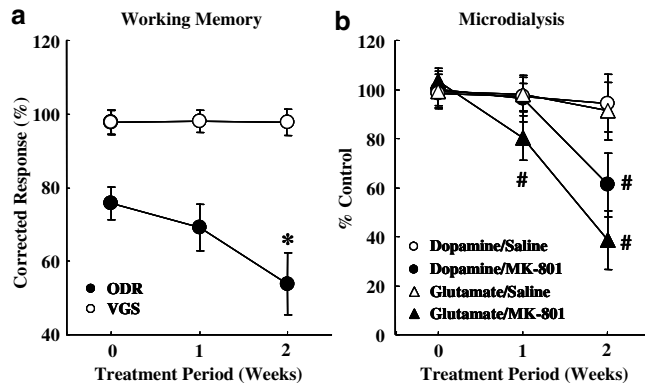 a
Working Memory
Corrected Response (%)
120
100
80
60
40
*
ODR
VGS
0 1 2
Treatment Period (Weeks)
b
Microdialysis
% Control
120
100
80
60
40
20
0
#
#
#
Dopamine/Saline
Dopamine/MK-801
Glutamate/Saline
Glutamate/MK-801
0 1 2
Treatment Period (Weeks)